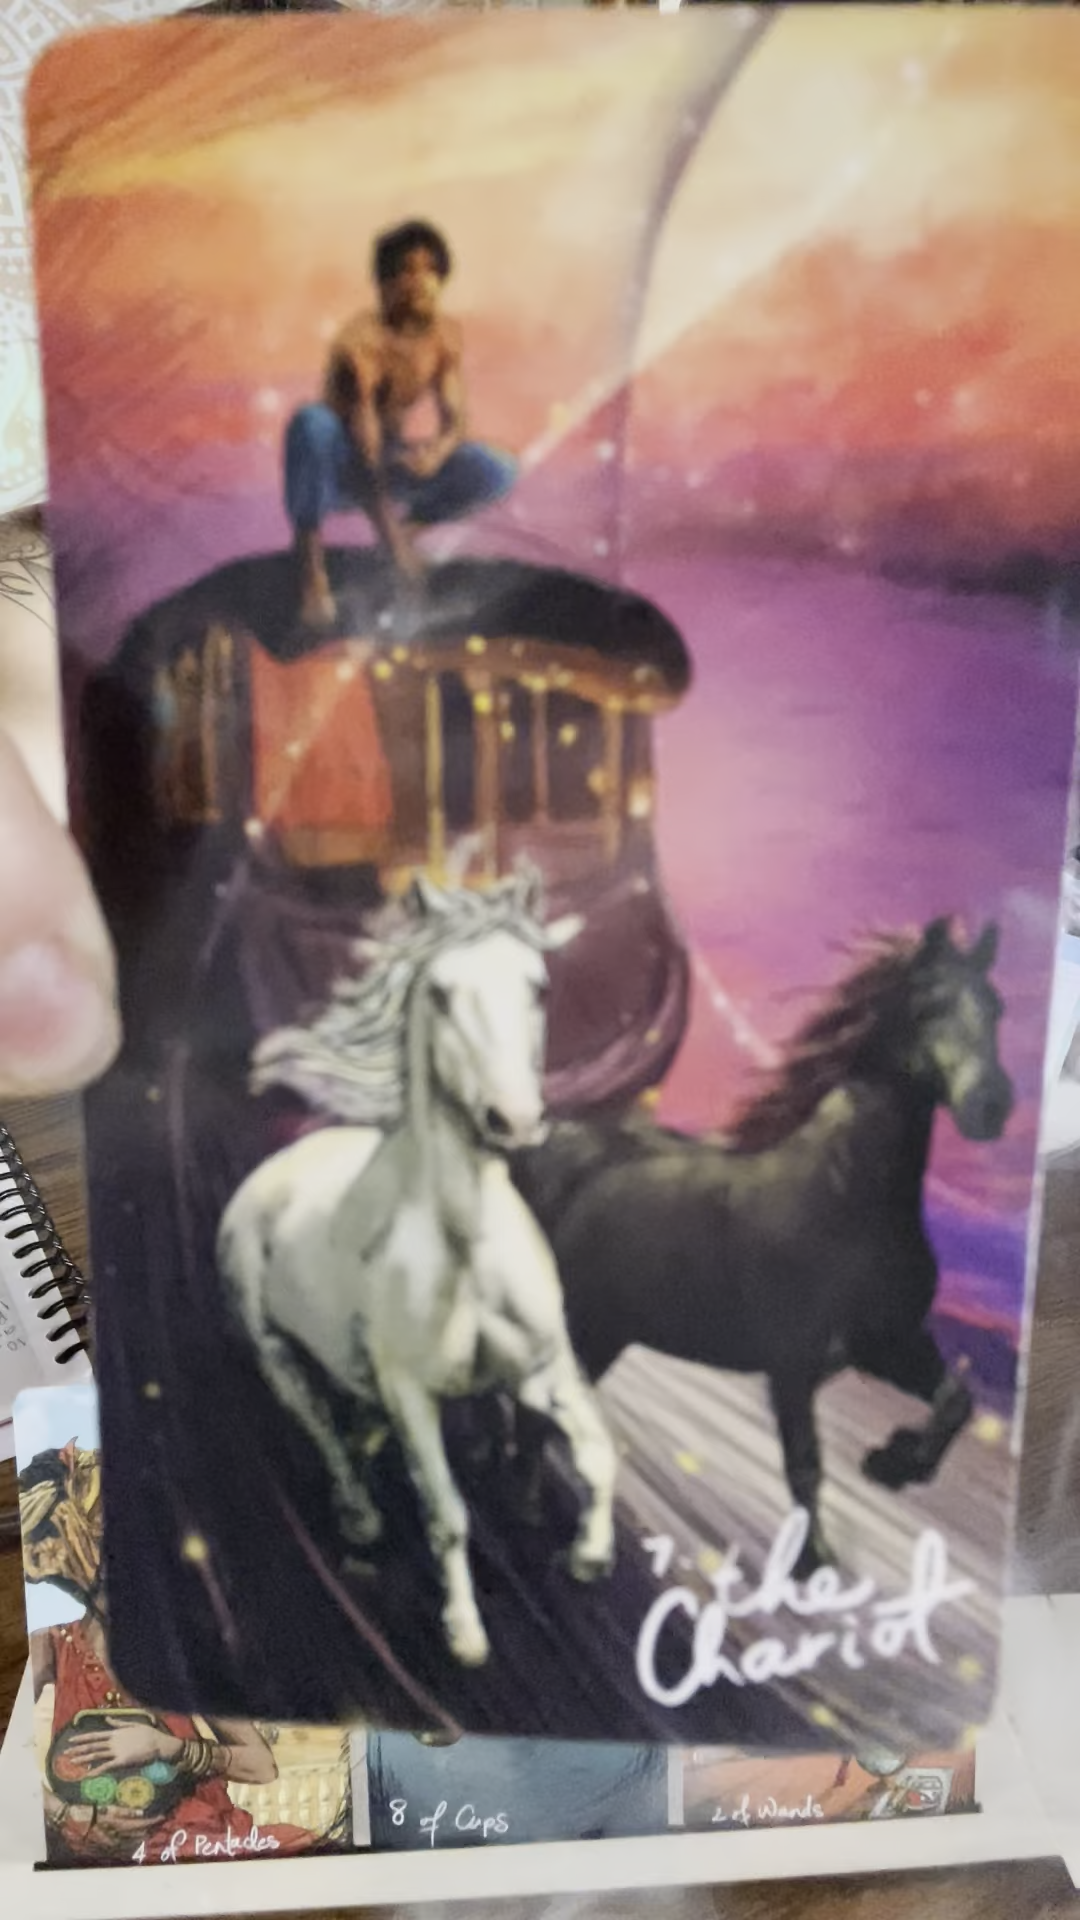 7. the
Chariot
4 of Pentacles
8 of Cups
2 of Wands